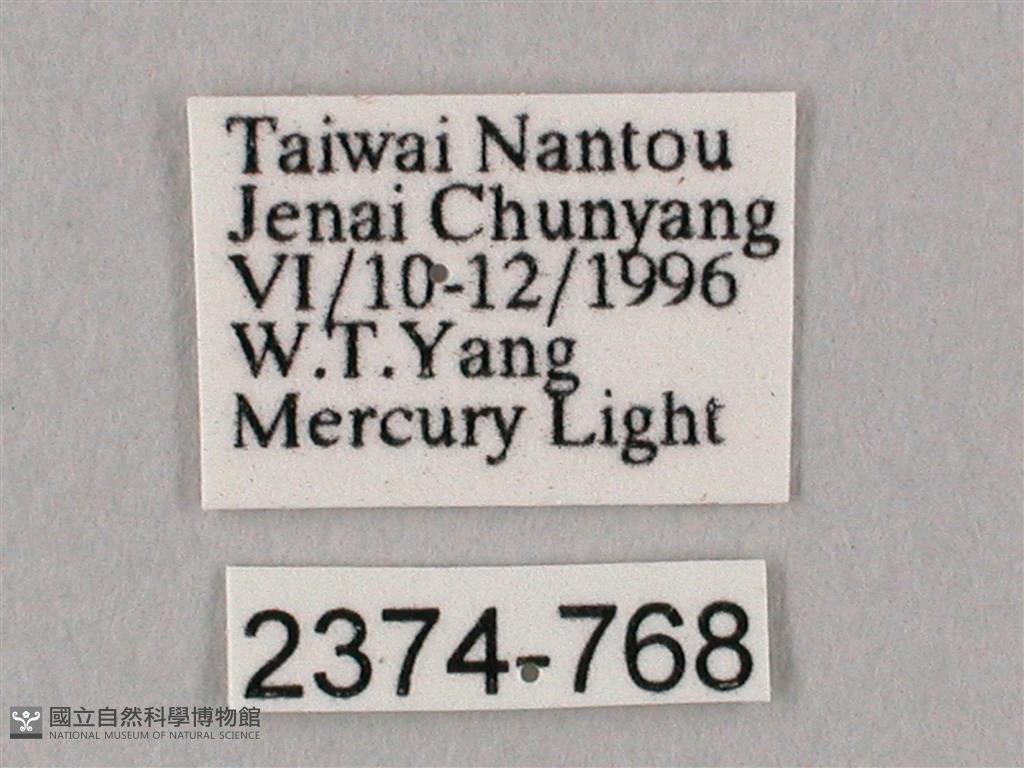 Taiwai Nantou
Jenai Chunyang
VI/10-12/1996
W.T.Yang
Mercury Light
2374-768
國立自然科學博物館
NATIONAL MUSEUM OF NATURAL SCIENCE